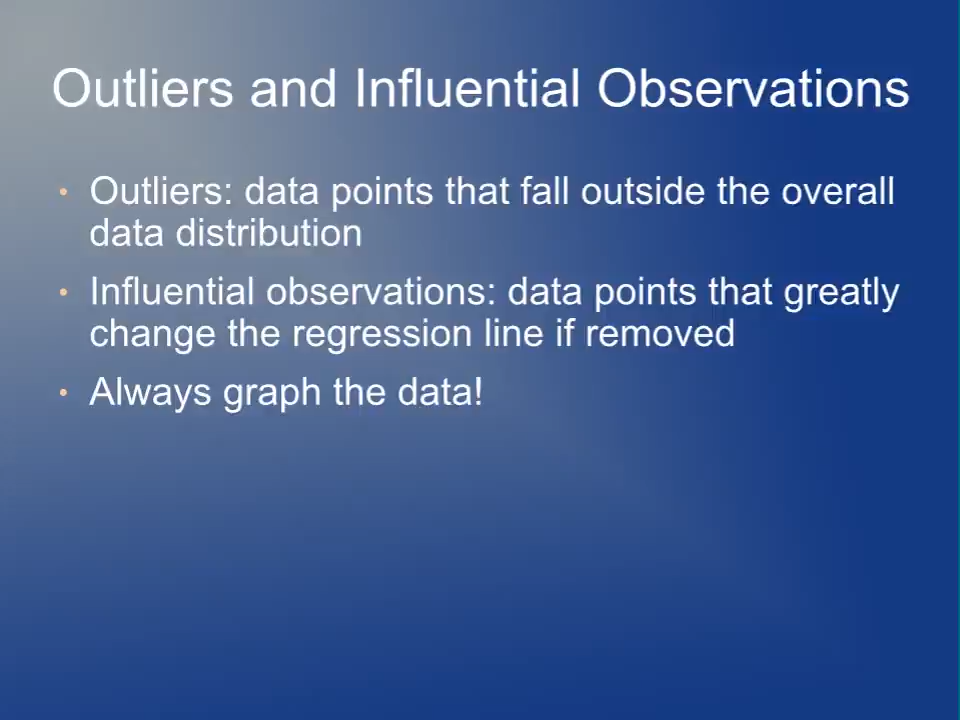 Outliers and Influential Observations
• Outliers: data points that fall outside the overall
data distribution
• Influential observations: data points that greatly
change the regression line if removed
• Always graph the data!